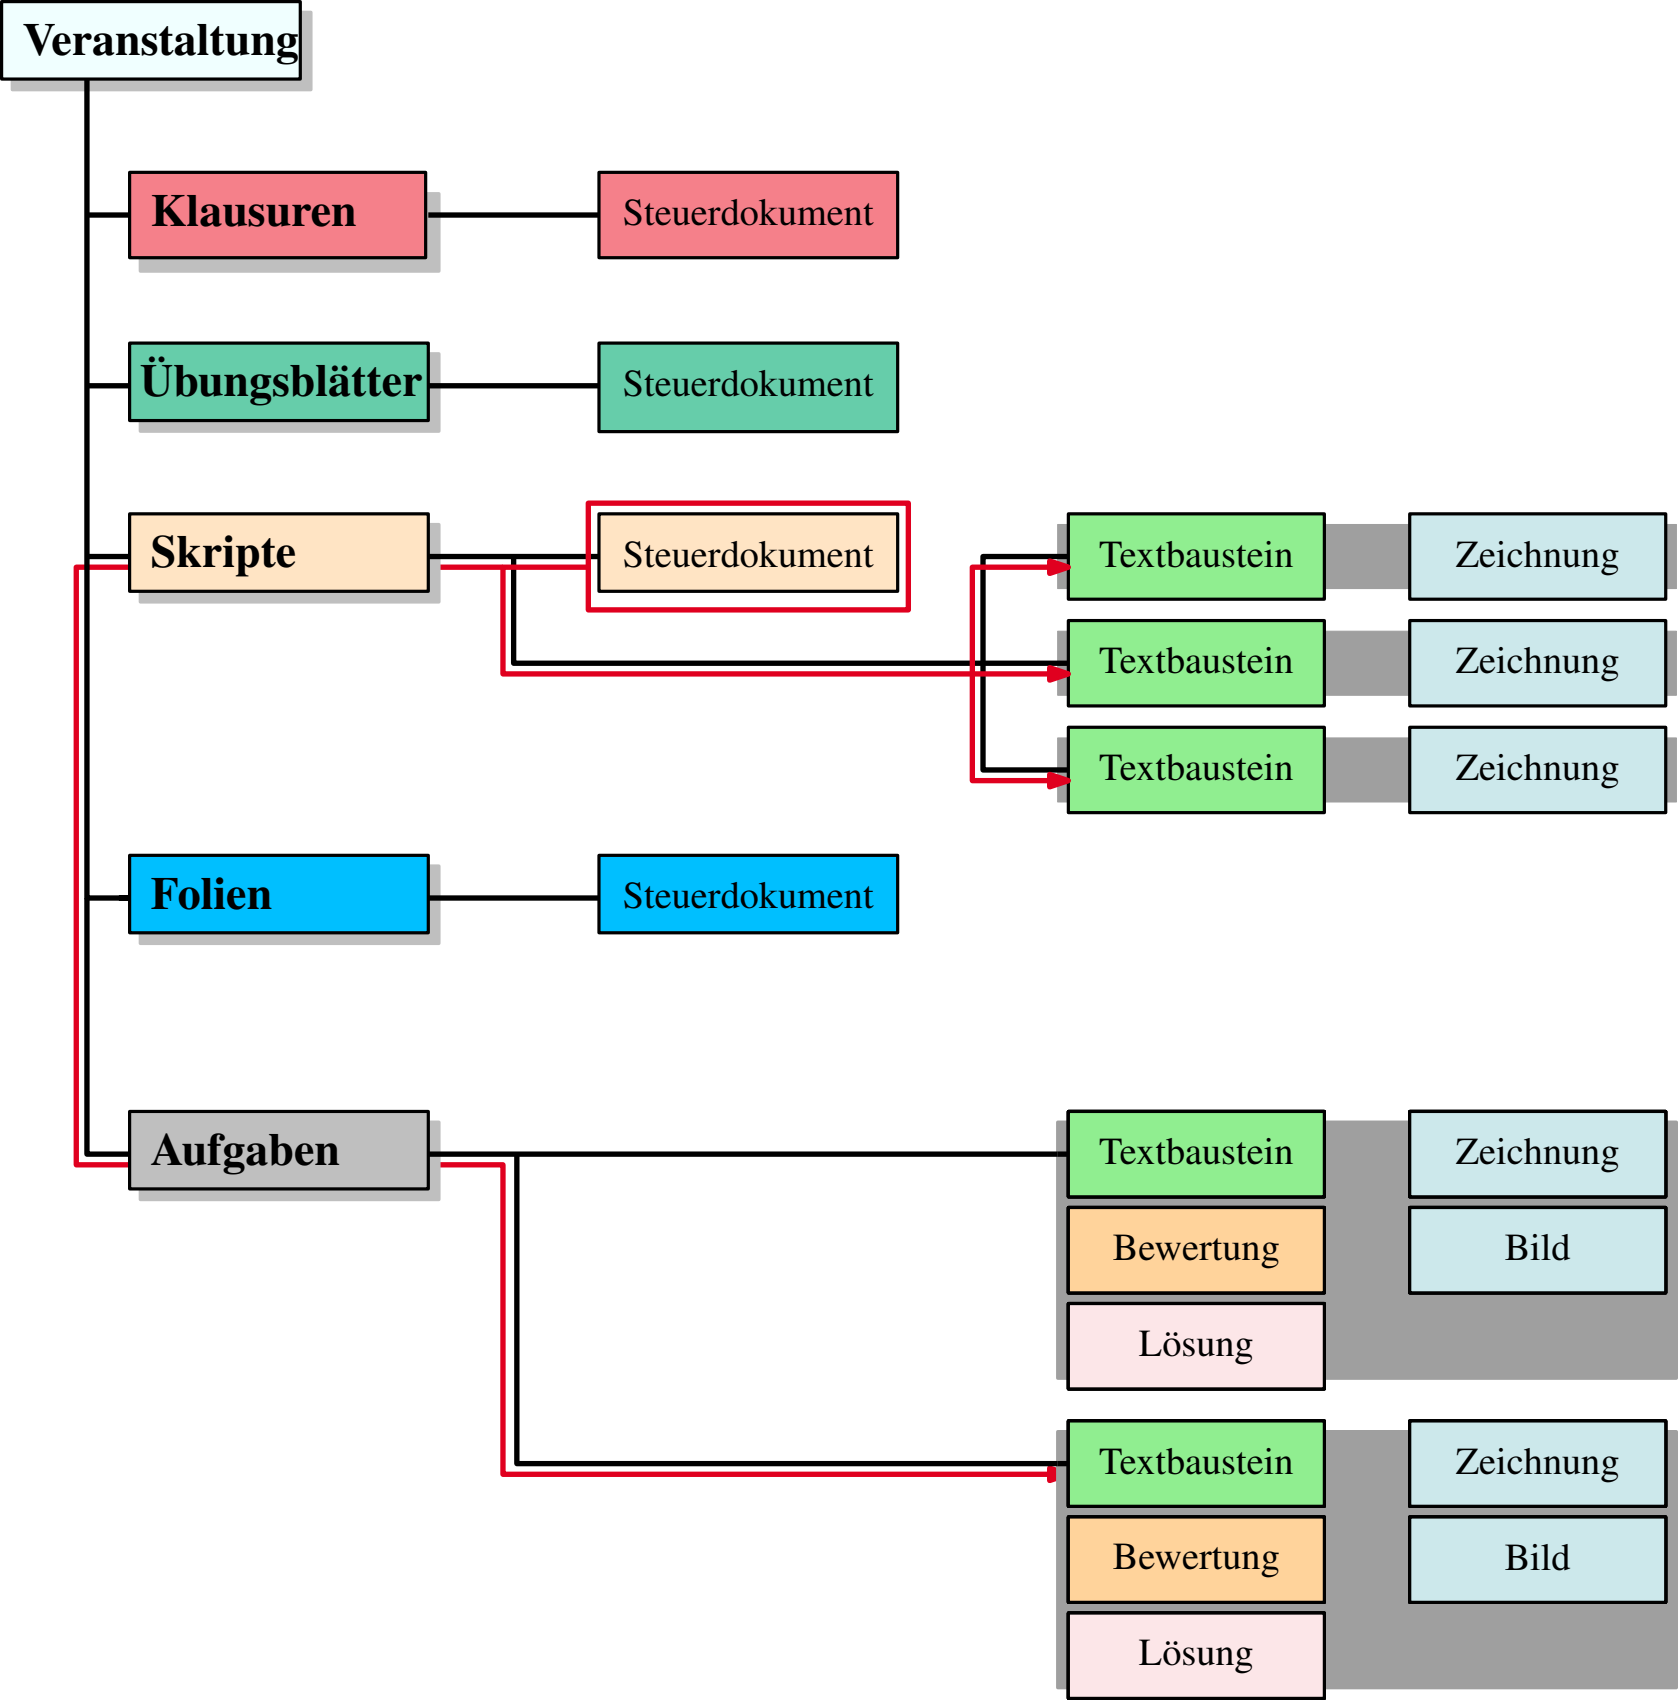 Veranstaltung
Klausuren Steuerdokument
Übungsblätter Steuerdokument
Skripte Steuerdokument Textbaustein Zeichnung
Textbaustein Zeichnung
Textbaustein Zeichnung
Folien Steuerdokument
Aufgaben Textbaustein Zeichnung
Bewertung Bild
Lösung
Textbaustein Zeichnung
Bewertung Bild
Lösung